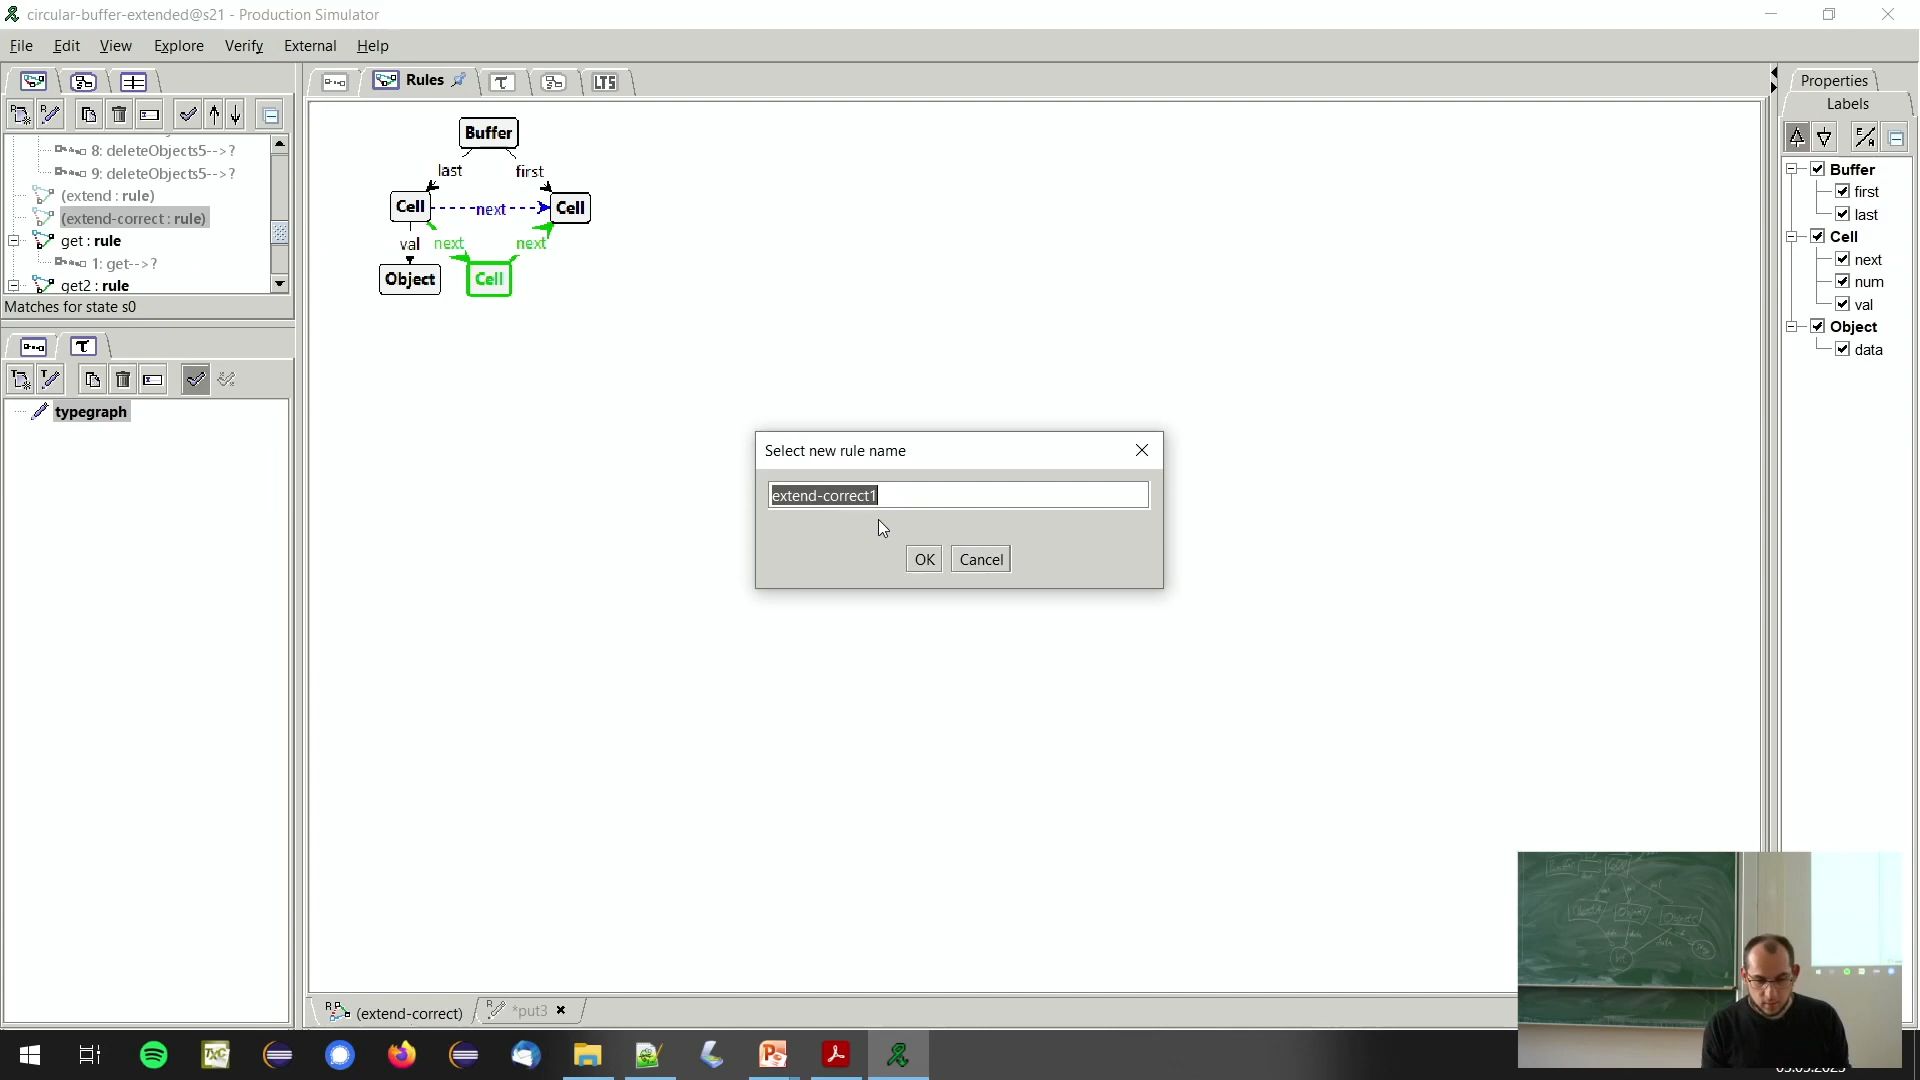 circular-buffer-extended@s21 - Production Simulator
File Edit View Explore Verify External Help
Rules
LTS
8: deleteObjects5-->?
9: deleteObjects5-->?
(extend : rule)
(extend-correct : rule)
get : rule
1: get-->?
get2 : rule
Matches for state s0
typegraph
Buffer
last first
Cell next Cell
val next next
Object Cell
Select new rule name
extend-correct1
OK Cancel
Properties
Labels
Buffer
first
last
Cell
next
num
val
Object
data
(extend-correct) *put3